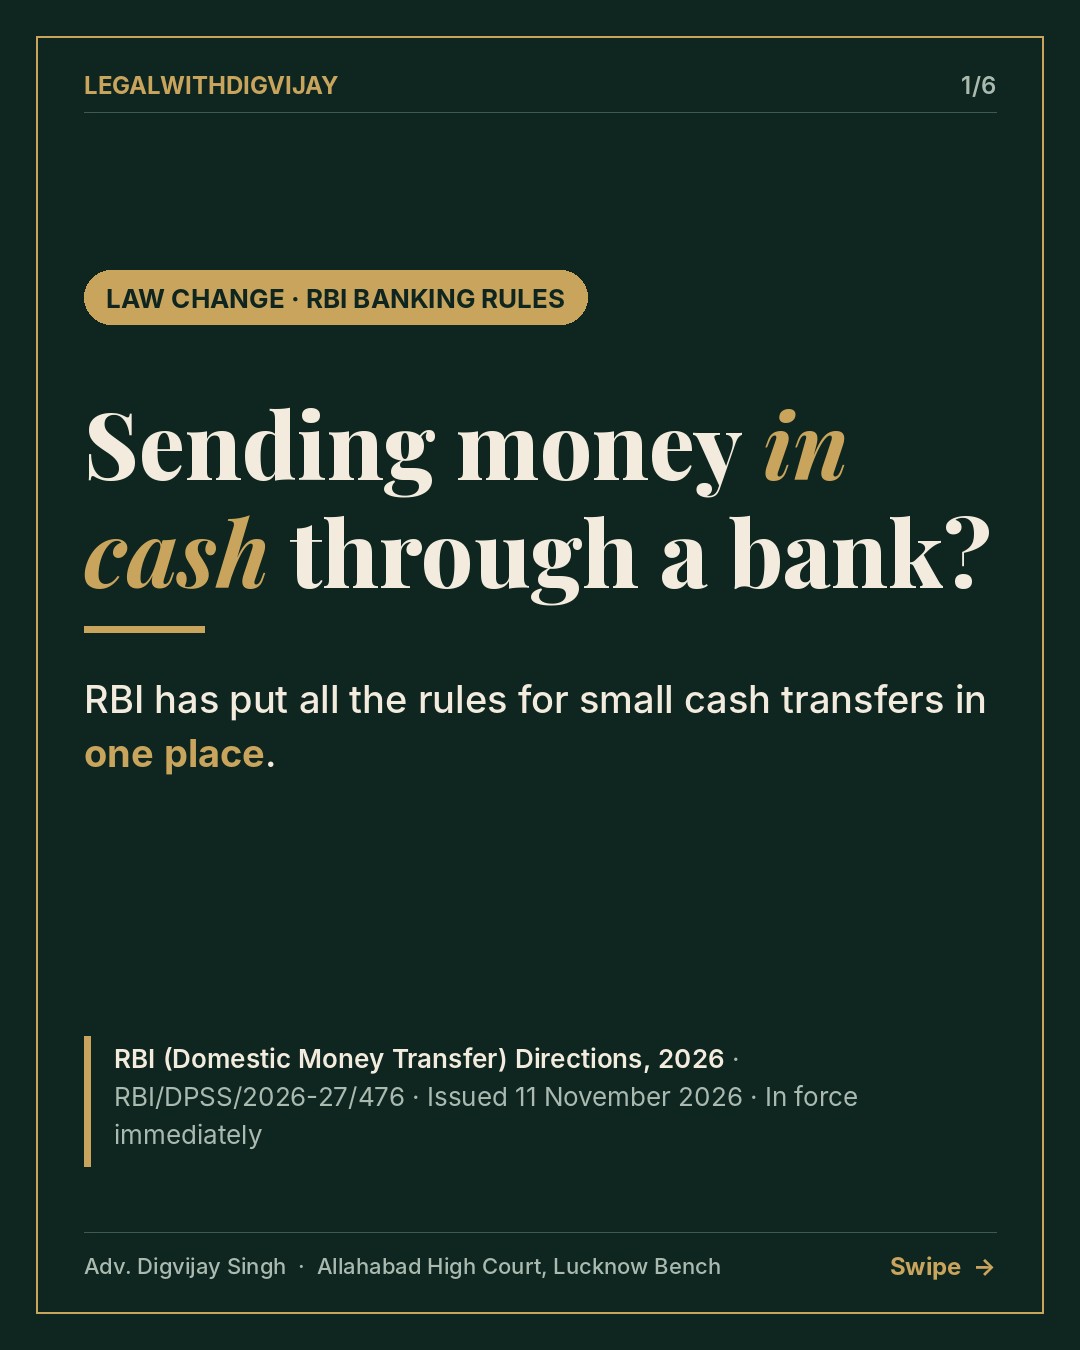 LEGALWITHDIGVIJAY 1/6
LAW CHANGE · RBI BANKING RULES
Sending money in
cash through a bank?
RBI has put all the rules for small cash transfers in
one place.
RBI (Domestic Money Transfer) Directions, 2026 ·
RBI/DPSS/2026-27/476 · Issued 11 November 2026 · In force
immediately
Adv. Digvijay Singh · Allahabad High Court, Lucknow Bench Swipe →